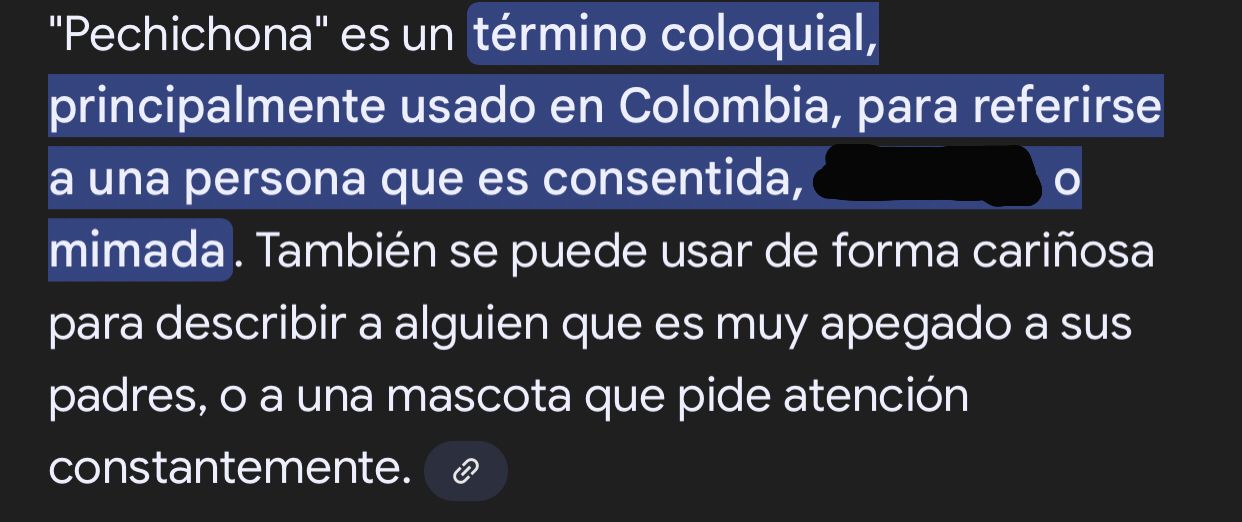 "Pechichona" es un término coloquial,
principalmente usado en Colombia, para referirse
a una persona que es consentida, o
mimada. También se puede usar de forma cariñosa
para describir a alguien que es muy apegado a sus
padres, o a una mascota que pide atención
constantemente.